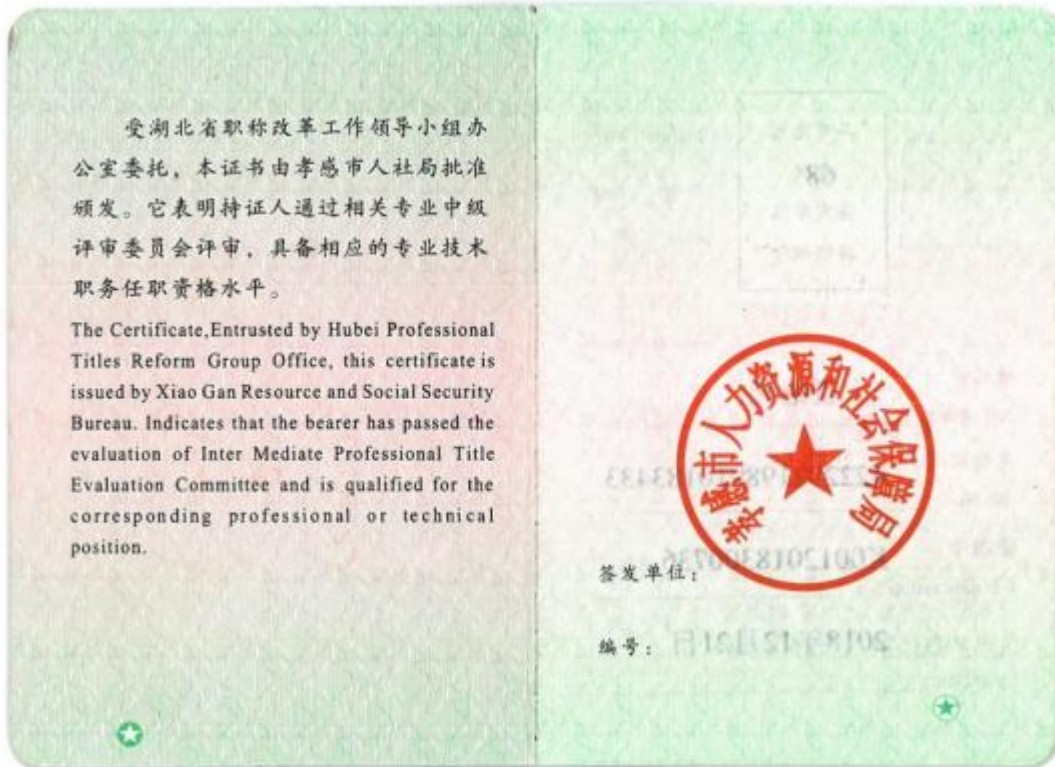 受湖北省职称改革工作领导小组办
公室委托，本证书由孝感市人社局批准
颁发。它表明持证人通过相关专业中级
评审委员会评审，具备相应的专业技术
职务任职资格水平。
The Certificate,Entrusted by Hubei Professional
Titles Reform Group Office, this certificate is
issued by Xiao Gan Resource and Social Security
Bureau. Indicates that the bearer has passed the
evaluation of Inter Mediate Professional Title
Evaluation Committee and is qualified for the
corresponding professional or technical
position.
孝感市人力资源和社会保障局
签发单位：
编号：